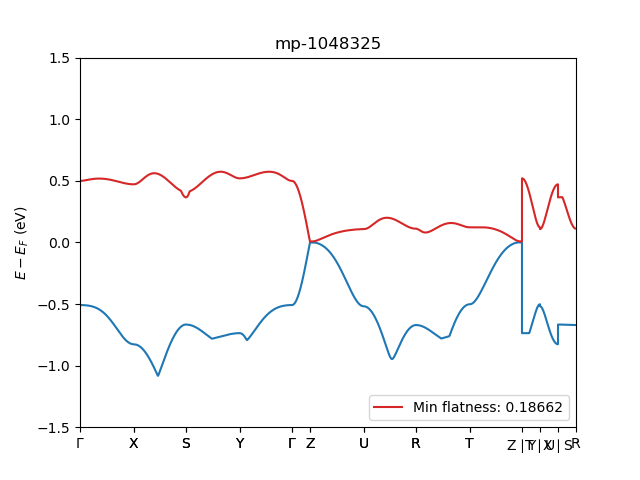 mp-1048325
E − E_F (eV)
1.5
1.0
0.5
0.0
−0.5
−1.0
−1.5
Min flatness: 0.18662
Γ X S Y Γ Z U R T Z | T Y | X U | S R